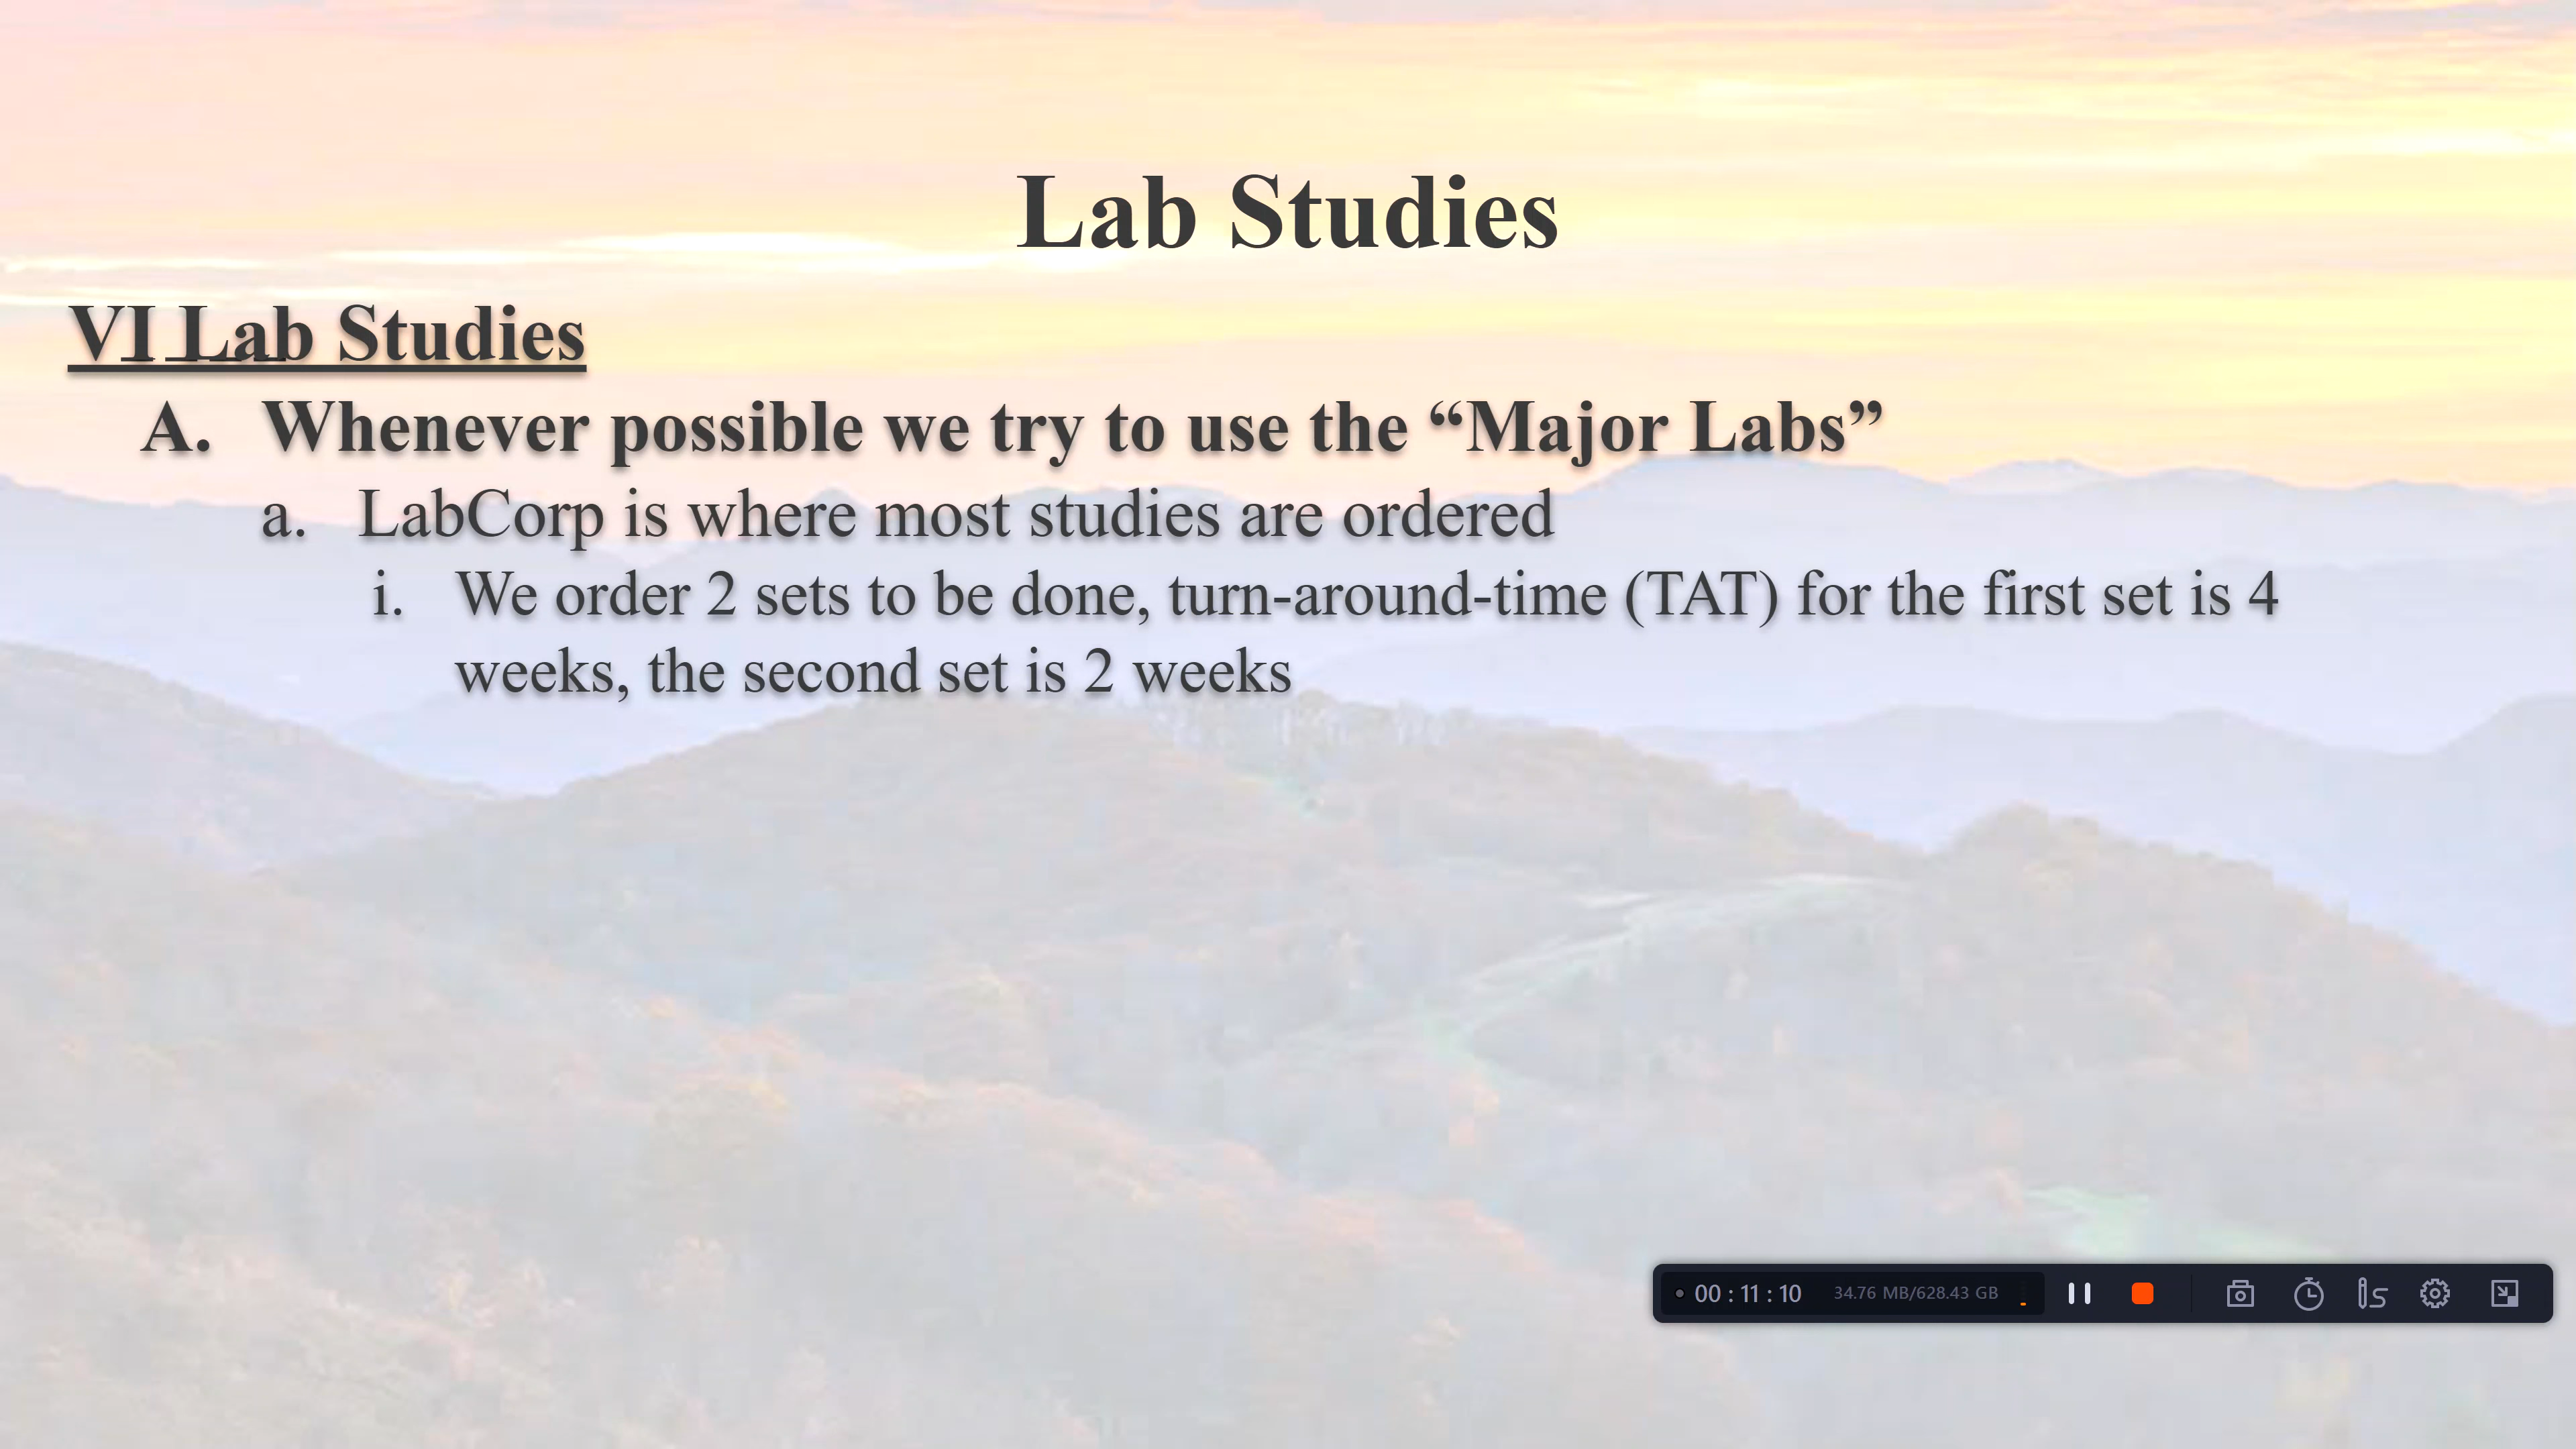 Lab Studies
VI Lab Studies
A. Whenever possible we try to use the “Major Labs”
a. LabCorp is where most studies are ordered
i. We order 2 sets to be done, turn-around-time (TAT) for the first set is 4
weeks, the second set is 2 weeks
00 : 11 : 10 34.76 MB/628.43 GB